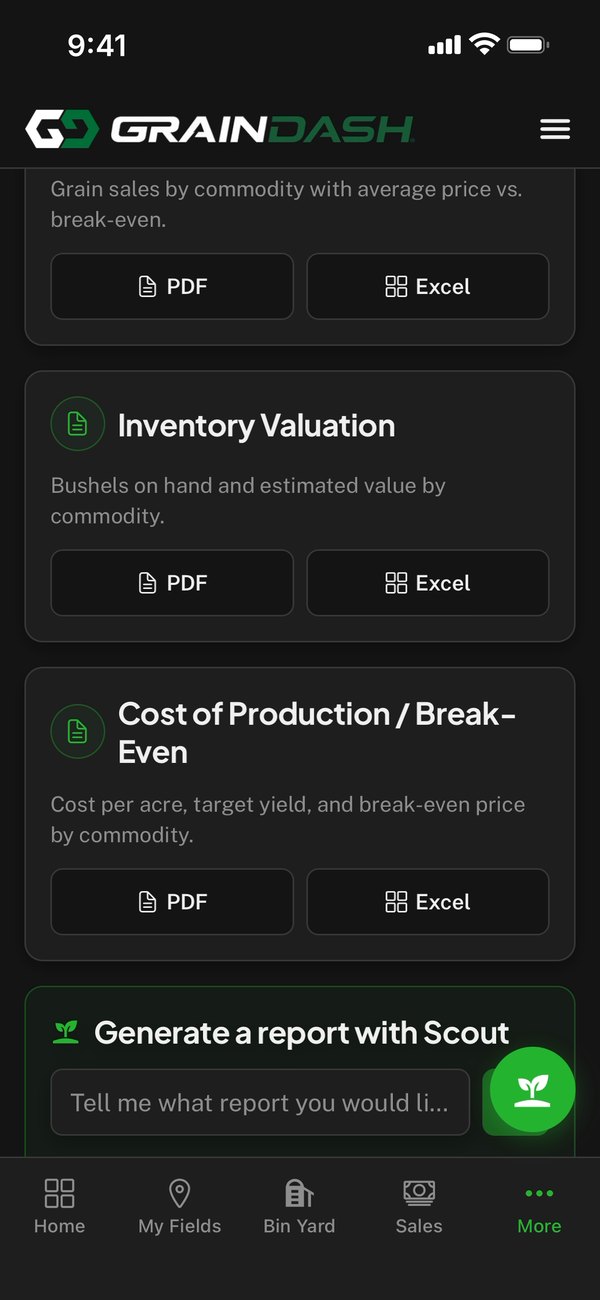 9:41
GRAINDASH
Grain sales by commodity with average price vs.
break-even.
PDF
Excel
Inventory Valuation
Bushels on hand and estimated value by
commodity.
PDF
Excel
Cost of Production / Break-
Even
Cost per acre, target yield, and break-even price
by commodity.
PDF
Excel
Generate a report with Scout
Tell me what report you would li...
Home
My Fields
Bin Yard
Sales
More